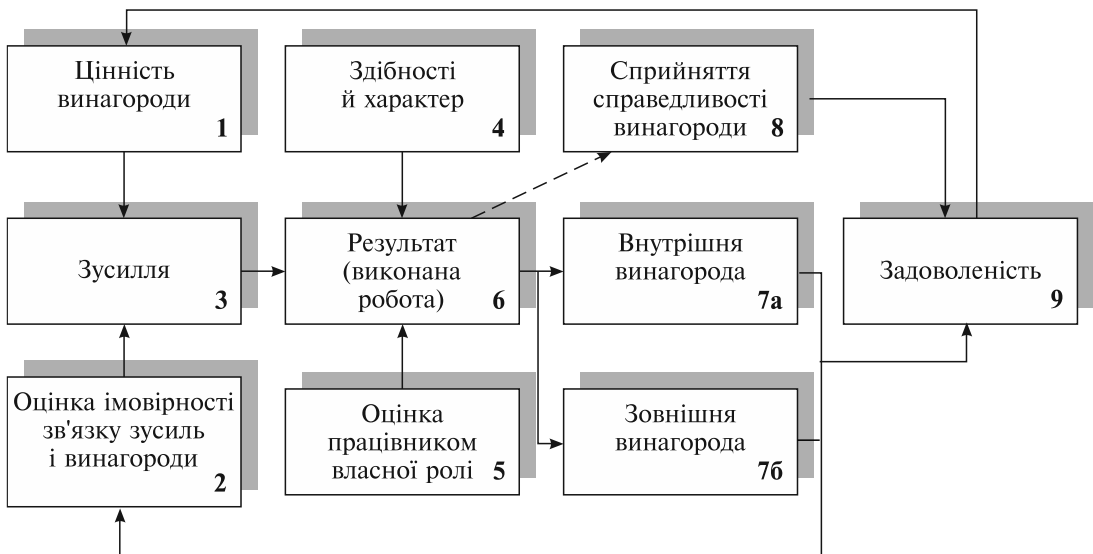 Цінність
винагороди
1
Здібності
й характер
4
Сприйняття
справедливості
винагороди 8
Зусилля
3
Результат
(виконана
робота) 6
Внутрішня
винагорода
7а
Задоволеність
9
Оцінка імовірності
зв'язку зусиль
і винагороди
2
Оцінка
працівником
власної ролі 5
Зовнішня
винагорода
7б